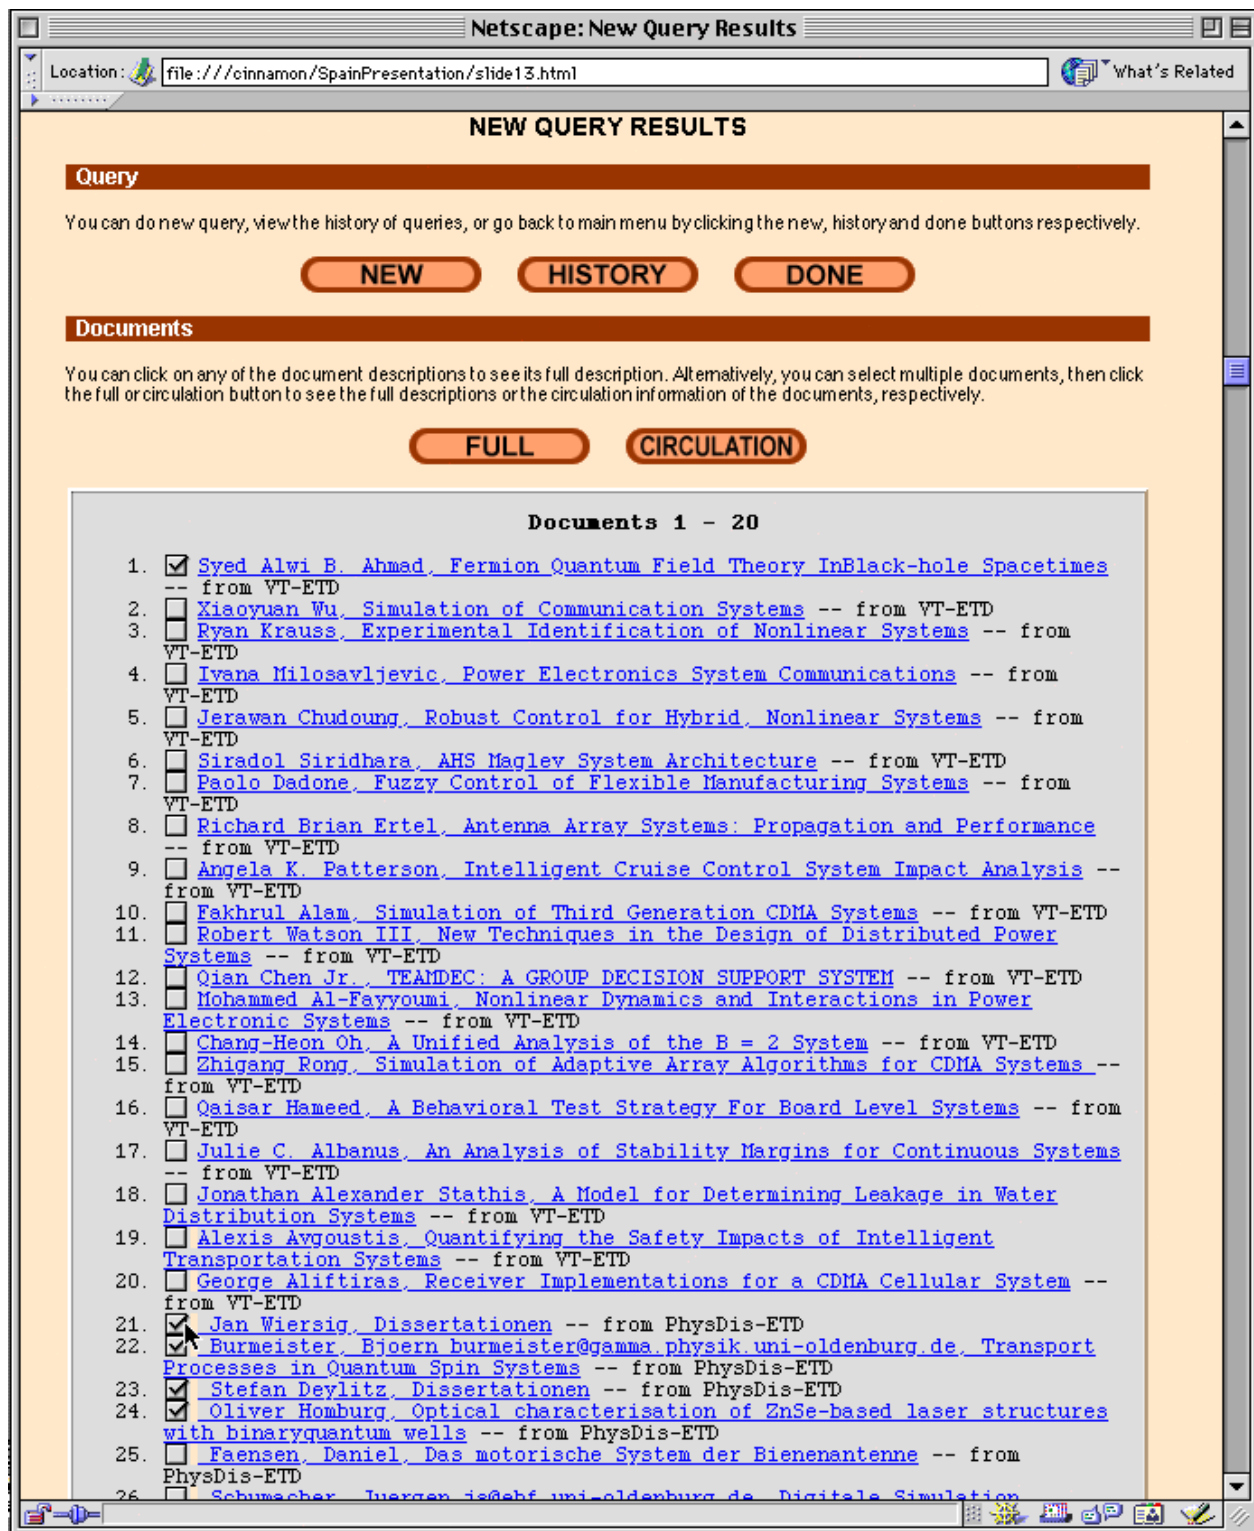 Netscape: New Query Results
Location: file:///cinnamon/SpainPresentation/slide13.html What's Related
NEW QUERY RESULTS
Query
You can do new query, view the history of queries, or go back to main menu by clicking the new, history and done buttons respectively.
NEW HISTORY DONE
Documents
You can click on any of the document descriptions to see its full description. Alternatively, you can select multiple documents, then click
the full or circulation button to see the full descriptions or the circulation information of the documents, respectively.
FULL CIRCULATION
Documents 1 - 20
1. Syed Alwi B. Ahmad, Fermion Quantum Field Theory InBlack-hole Spacetimes
-- from VT-ETD
2. Xiaoyuan Wu, Simulation of Communication Systems -- from VT-ETD
3. Ryan Krauss, Experimental Identification of Nonlinear Systems -- from
VT-ETD
4. Ivana Milosavljevic, Power Electronics System Communications -- from
VT-ETD
5. Jerawan Chudoung, Robust Control for Hybrid, Nonlinear Systems -- from
VT-ETD
6. Siradol Siridhara, AHS Maglev System Architecture -- from VT-ETD
7. Paolo Dadone, Fuzzy Control of Flexible Manufacturing Systems -- from
VT-ETD
8. Richard Brian Ertel, Antenna Array Systems: Propagation and Performance
-- from VT-ETD
9. Angela K. Patterson, Intelligent Cruise Control System Impact Analysis --
from VT-ETD
10. Fakhrul Alam, Simulation of Third Generation CDMA Systems -- from VT-ETD
11. Robert Watson III, New Techniques in the Design of Distributed Power
Systems -- from VT-ETD
12. Qian Chen Jr., TEAMDEC: A GROUP DECISION SUPPORT SYSTEM -- from VT-ETD
13. Mohammed Al-Fayyoumi, Nonlinear Dynamics and Interactions in Power
Electronic Systems -- from VT-ETD
14. Chang-Heon Oh, A Unified Analysis of the B = 2 System -- from VT-ETD
15. Zhigang Rong, Simulation of Adaptive Array Algorithms for CDMA Systems --
from VT-ETD
16. Qaisar Hameed, A Behavioral Test Strategy For Board Level Systems -- from
VT-ETD
17. Julie C. Albanus, An Analysis of Stability Margins for Continuous Systems
-- from VT-ETD
18. Jonathan Alexander Stathis, A Model for Determining Leakage in Water
Distribution Systems -- from VT-ETD
19. Alexis Avgoustis, Quantifying the Safety Impacts of Intelligent
Transportation Systems -- from VT-ETD
20. George Aliftiras, Receiver Implementations for a CDMA Cellular System --
from VT-ETD
21. Jan Wiersig, Dissertationen -- from PhysDis-ETD
22. Burmeister, Bjoern burmeister@gamma.physik.uni-oldenburg.de, Transport
Processes in Quantum Spin Systems -- from PhysDis-ETD
23. Stefan Deylitz, Dissertationen -- from PhysDis-ETD
24. Oliver Homburg, Optical characterisation of ZnSe-based laser structures
with binaryquantum wells -- from PhysDis-ETD
25. Faensen, Daniel, Das motorische System der Bienenantenne -- from
PhysDis-ETD
26. Schumacher, Juergen js@ehf.uni-oldenburg.de, Digitale Simulation